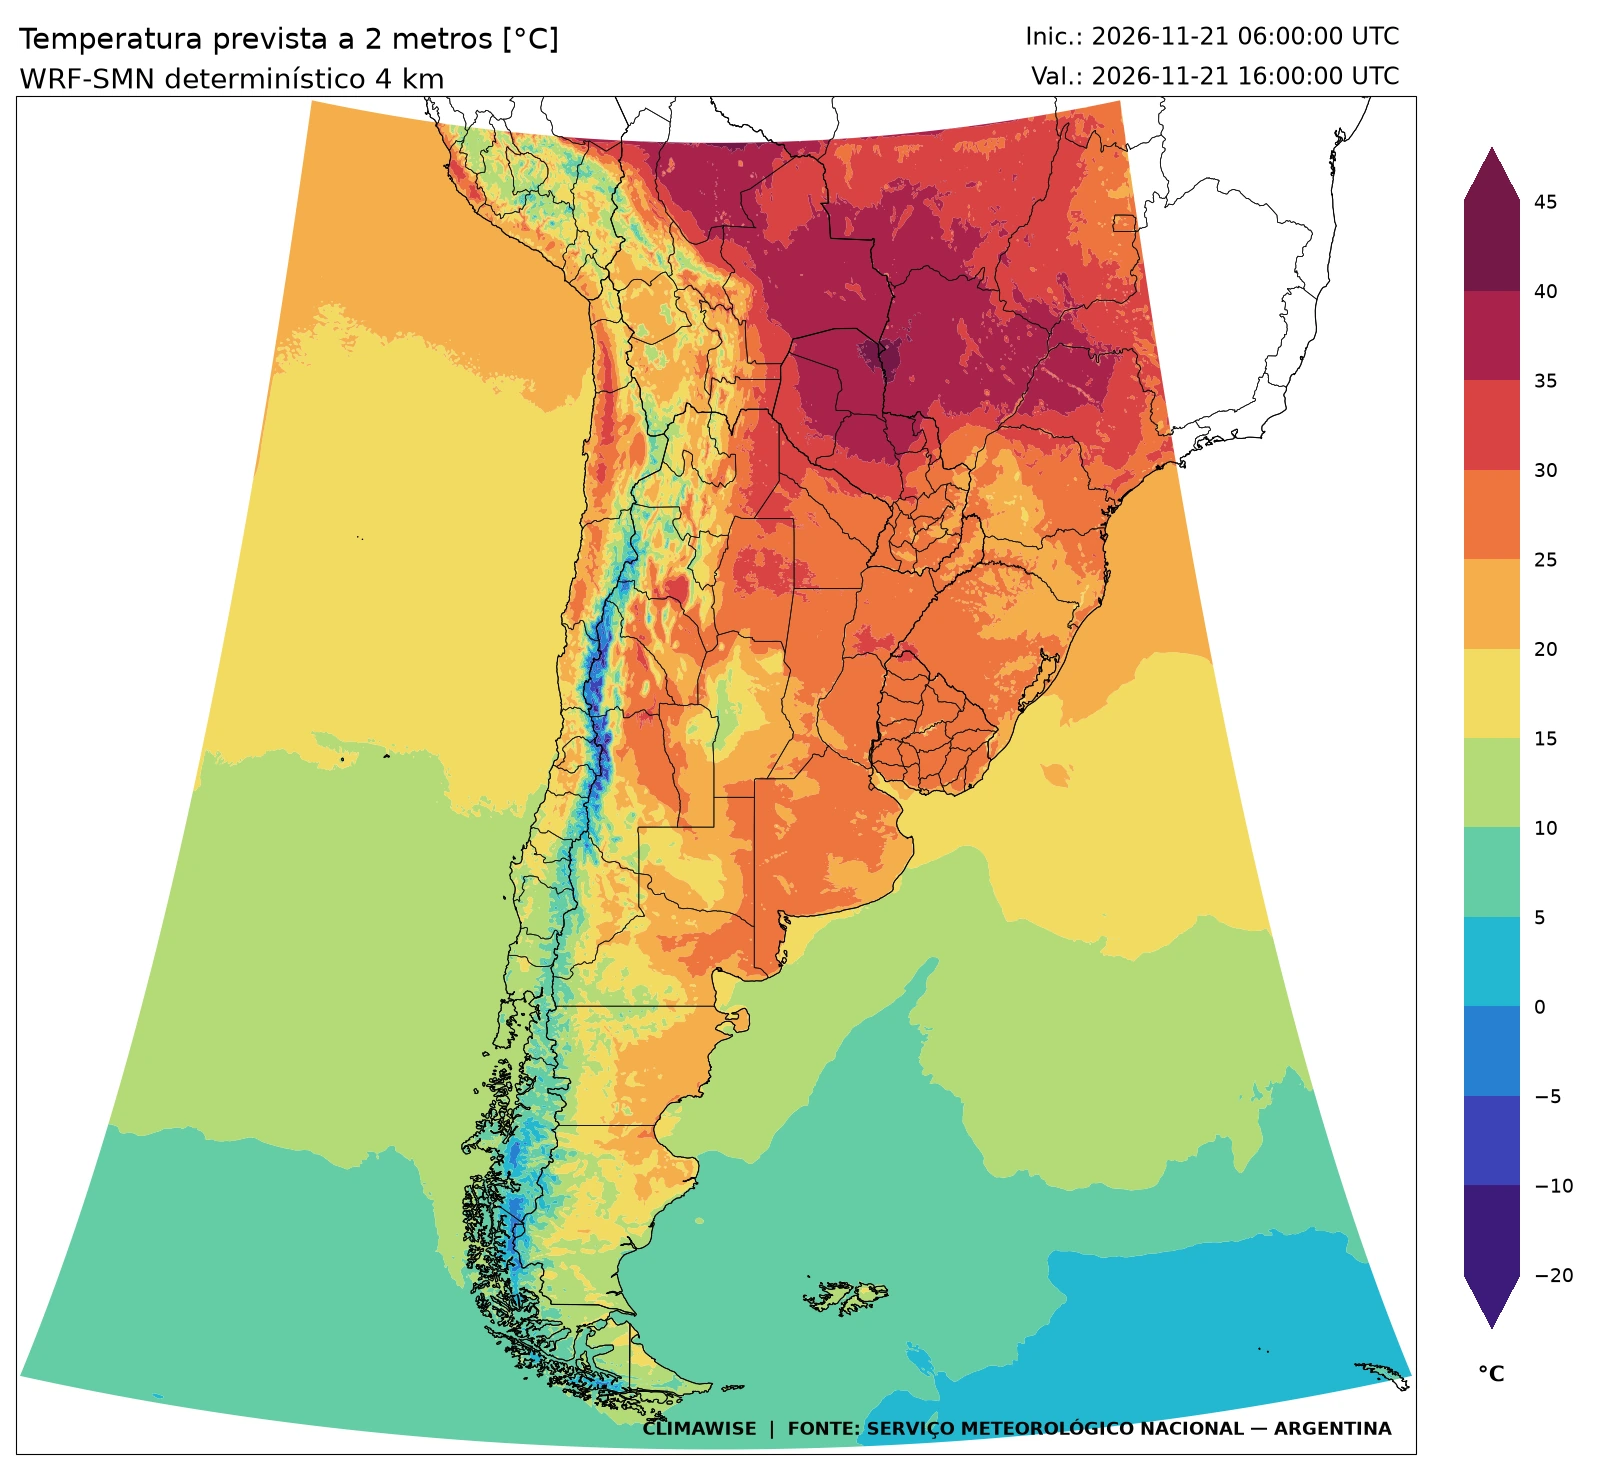 Temperatura prevista a 2 metros [°C]
WRF-SMN determinístico 4 km
Inic.: 2026-11-21 06:00:00 UTC
Val.: 2026-11-21 16:00:00 UTC
45
40
35
30
25
20
15
10
5
0
−5
−10
−20
°C
CLIMAWISE | FONTE: SERVIÇO METEOROLÓGICO NACIONAL — ARGENTINA